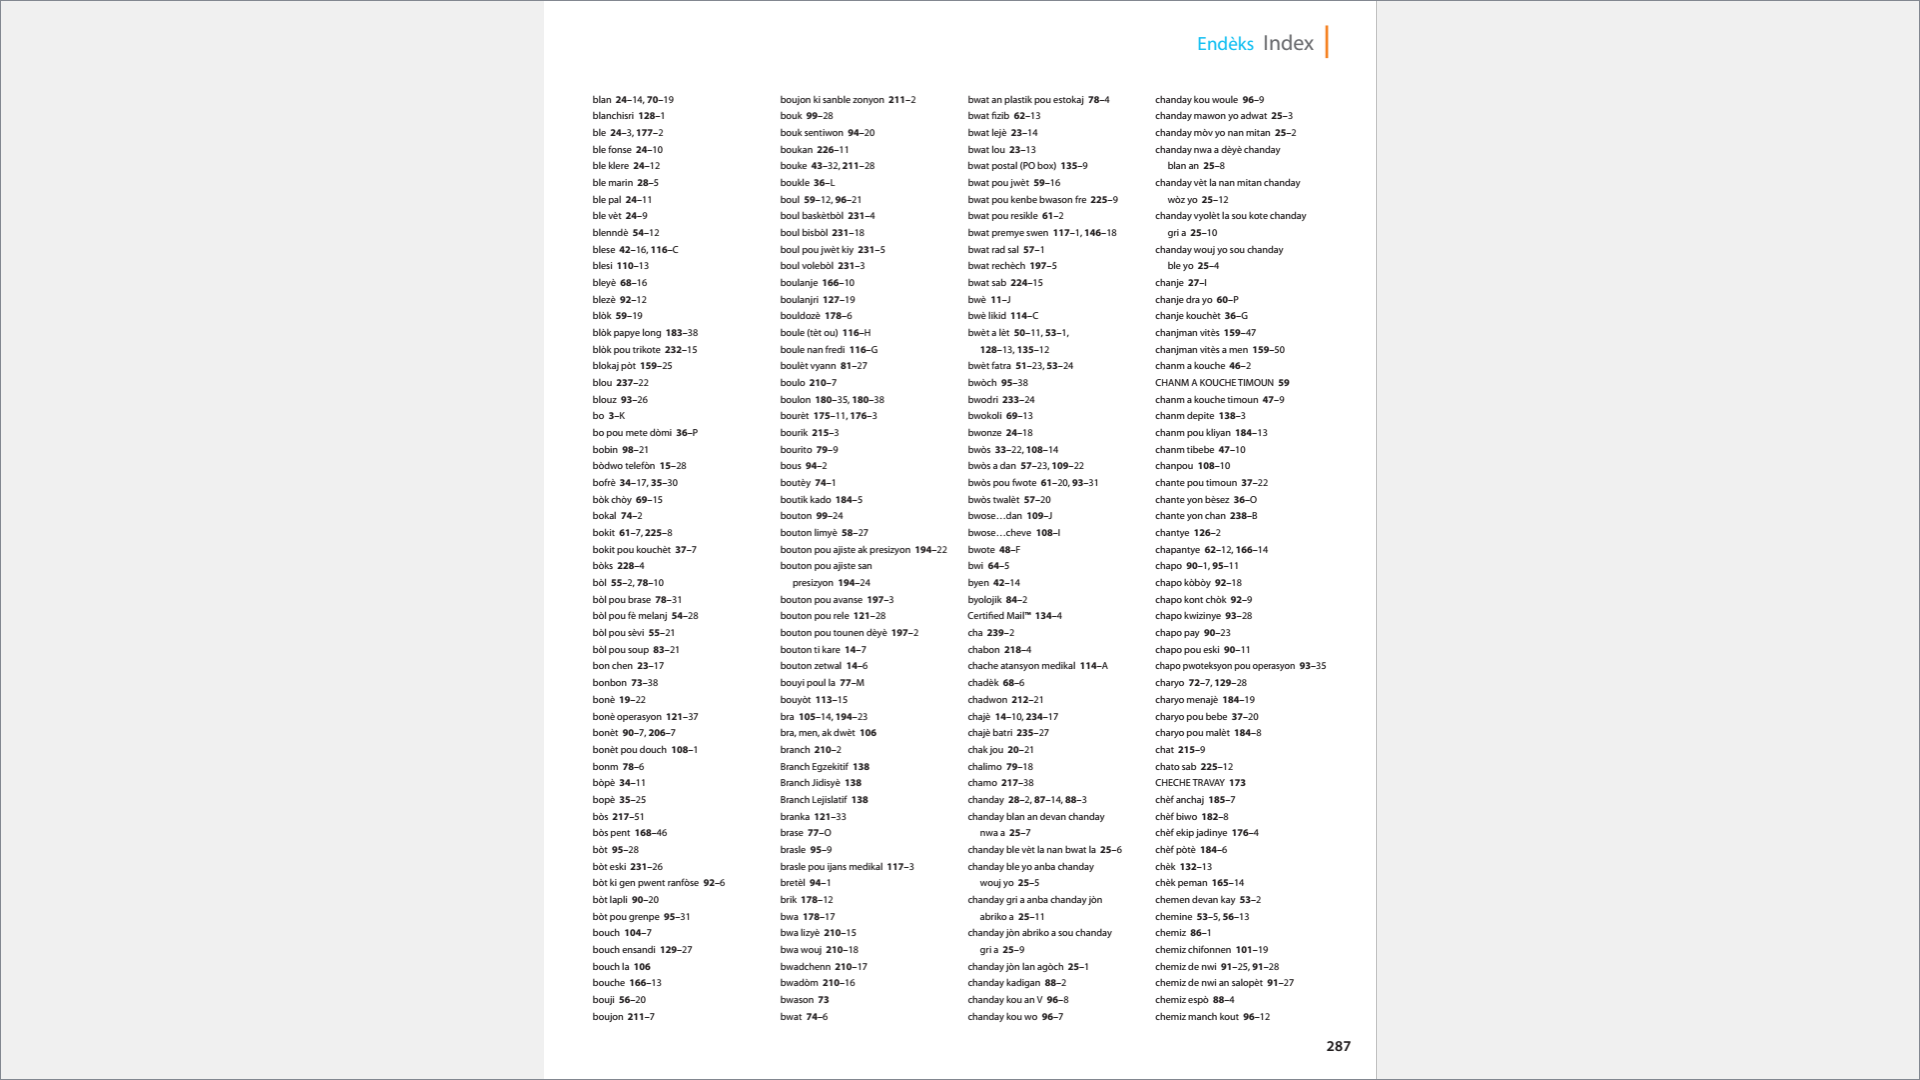 Endèks Index
blan 24–14, 70–19
blanchisri 128–1
ble 24–3, 177–2
ble fonse 24–10
ble klere 24–12
ble marin 28–5
ble pal 24–11
ble vèt 24–9
blenndè 54–12
blese 42–16, 116–C
blesi 110–13
bleyè 68–16
blezè 92–12
blòk 59–19
blòk papye long 183–38
blòk pou trikote 232–15
blokaj pòt 159–25
blou 237–22
blouz 93–26
bo 3–K
bo pou mete dòmi 36–P
bobin 98–21
bòdwo telefòn 15–28
bofrè 34–17, 35–30
bòk chòy 69–15
bokal 74–2
bokit 61–7, 225–8
bokit pou kouchèt 37–7
bòks 228–4
bòl 55–2, 78–10
bòl pou brase 78–31
bòl pou fè melanj 54–28
bòl pou sèvi 55–21
bòl pou soup 83–21
bon chen 23–17
bonbon 73–38
bonè 19–22
bonè operasyon 121–37
bonèt 90–7, 206–7
bonèt pou douch 108–1
bonm 78–6
bòpè 34–11
bopè 35–25
bòs 217–51
bòs pent 168–46
bòt 95–28
bòt eski 231–26
bòt ki gen pwent ranfòse 92–6
bòt lapli 90–20
bòt pou grenpe 95–31
bouch 104–7
bouch ensandi 129–27
bouch la 106
bouche 166–13
bouji 56–20
boujon 211–7
boujon ki sanble zonyon 211–2
bouk 99–28
bouk sentiwon 94–20
boukan 226–11
bouke 43–32, 211–28
boukle 36–L
boul 59–12, 96–21
boul baskètbòl 231–4
boul bisbòl 231–18
boul pou jwèt kiy 231–5
boul volebòl 231–3
boulanje 166–10
boulanjri 127–19
bouldozè 178–6
boule (tèt ou) 116–H
boule nan fredi 116–G
boulèt vyann 81–27
boulo 210–7
boulon 180–35, 180–38
bourèt 175–11, 176–3
bourik 215–3
bourito 79–9
bous 94–2
boutèy 74–1
boutik kado 184–5
bouton 99–24
bouton limyè 58–27
bouton pou ajiste ak presizyon 194–22
bouton pou ajiste san
presizyon 194–24
bouton pou avanse 197–3
bouton pou rele 121–28
bouton pou tounen dèyè 197–2
bouton ti kare 14–7
bouton zetwal 14–6
bouyi poul la 77–M
bouyòt 113–15
bra 105–14, 194–23
bra, men, ak dwèt 106
branch 210–2
Branch Egzekitif 138
Branch Jidisyè 138
Branch Lejislatif 138
branka 121–33
brase 77–O
brasle 95–9
brasle pou ijans medikal 117–3
bretèl 94–1
brik 178–12
bwa 178–17
bwa lizyè 210–15
bwa wouj 210–18
bwadchenn 210–17
bwadòm 210–16
bwason 73
bwat 74–6
bwat an plastik pou estokaj 78–4
bwat fizib 62–13
bwat lejè 23–14
bwat lou 23–13
bwat postal (PO box) 135–9
bwat pou jwèt 59–16
bwat pou kenbe bwason fre 225–9
bwat pou resikle 61–2
bwat premye swen 117–1, 146–18
bwat rad sal 57–1
bwat rechèch 197–5
bwat sab 224–15
bwè 11–J
bwè likid 114–C
bwèt a lèt 50–11, 53–1,
128–13, 135–12
bwèt fatra 51–23, 53–24
bwòch 95–38
bwodri 233–24
bwokoli 69–13
bwonze 24–18
bwòs 33–22, 108–14
bwòs a dan 57–23, 109–22
bwòs pou fwote 61–20, 93–31
bwòs twalèt 57–20
bwose…dan 109–J
bwose…cheve 108–I
bwote 48–F
bwi 64–5
byen 42–14
byolojik 84–2
Certified Mail™ 134–4
cha 239–2
chabon 218–4
chache atansyon medikal 114–A
chadèk 68–6
chadwon 212–21
chajè 14–10, 234–17
chajè batri 235–27
chak jou 20–21
chalimo 79–18
chamo 217–38
chanday 28–2, 87–14, 88–3
chanday blan an devan chanday
nwa a 25–7
chanday ble vèt la nan bwat la 25–6
chanday ble yo anba chanday
wouj yo 25–5
chanday gri a anba chanday jòn
abriko a 25–11
chanday jòn abriko a sou chanday
gri a 25–9
chanday jòn lan agòch 25–1
chanday kadigan 88–2
chanday kou an V 96–8
chanday kou wo 96–7
chanday kou woule 96–9
chanday mawon yo adwat 25–3
chanday mòv yo nan mitan 25–2
chanday nwa a dèyè chanday
blan an 25–8
chanday vèt la nan mitan chanday
wòz yo 25–12
chanday vyolèt la sou kote chanday
gri a 25–10
chanday wouj yo sou chanday
ble yo 25–4
chanje 27–I
chanje dra yo 60–P
chanje kouchèt 36–G
chanjman vitès 159–47
chanjman vitès a men 159–50
chanm a kouche 46–2
CHANM A KOUCHE TIMOUN 59
chanm a kouche timoun 47–9
chanm depite 138–3
chanm pou kliyan 184–13
chanm tibebe 47–10
chanpou 108–10
chante pou timoun 37–22
chante yon bèsez 36–O
chante yon chan 238–B
chantye 126–2
chapantye 62–12, 166–14
chapo 90–1, 95–11
chapo kòbòy 92–18
chapo kont chòk 92–9
chapo kwizinye 93–28
chapo pay 90–23
chapo pou eski 90–11
chapo pwoteksyon pou operasyon 93–35
charyo 72–7, 129–28
charyo menajè 184–19
charyo pou bebe 37–20
charyo pou malèt 184–8
chat 215–9
chato sab 225–12
CHECHE TRAVAY 173
chèf anchaj 185–7
chèf biwo 182–8
chèf ekip jadinye 176–4
chèf pòtè 184–6
chèk 132–13
chèk peman 165–14
chemen devan kay 53–2
chemine 53–5, 56–13
chemiz 86–1
chemiz chifonnen 101–19
chemiz de nwi 91–25, 91–28
chemiz de nwi an salopèt 91–27
chemiz espò 88–4
chemiz manch kout 96–12
287